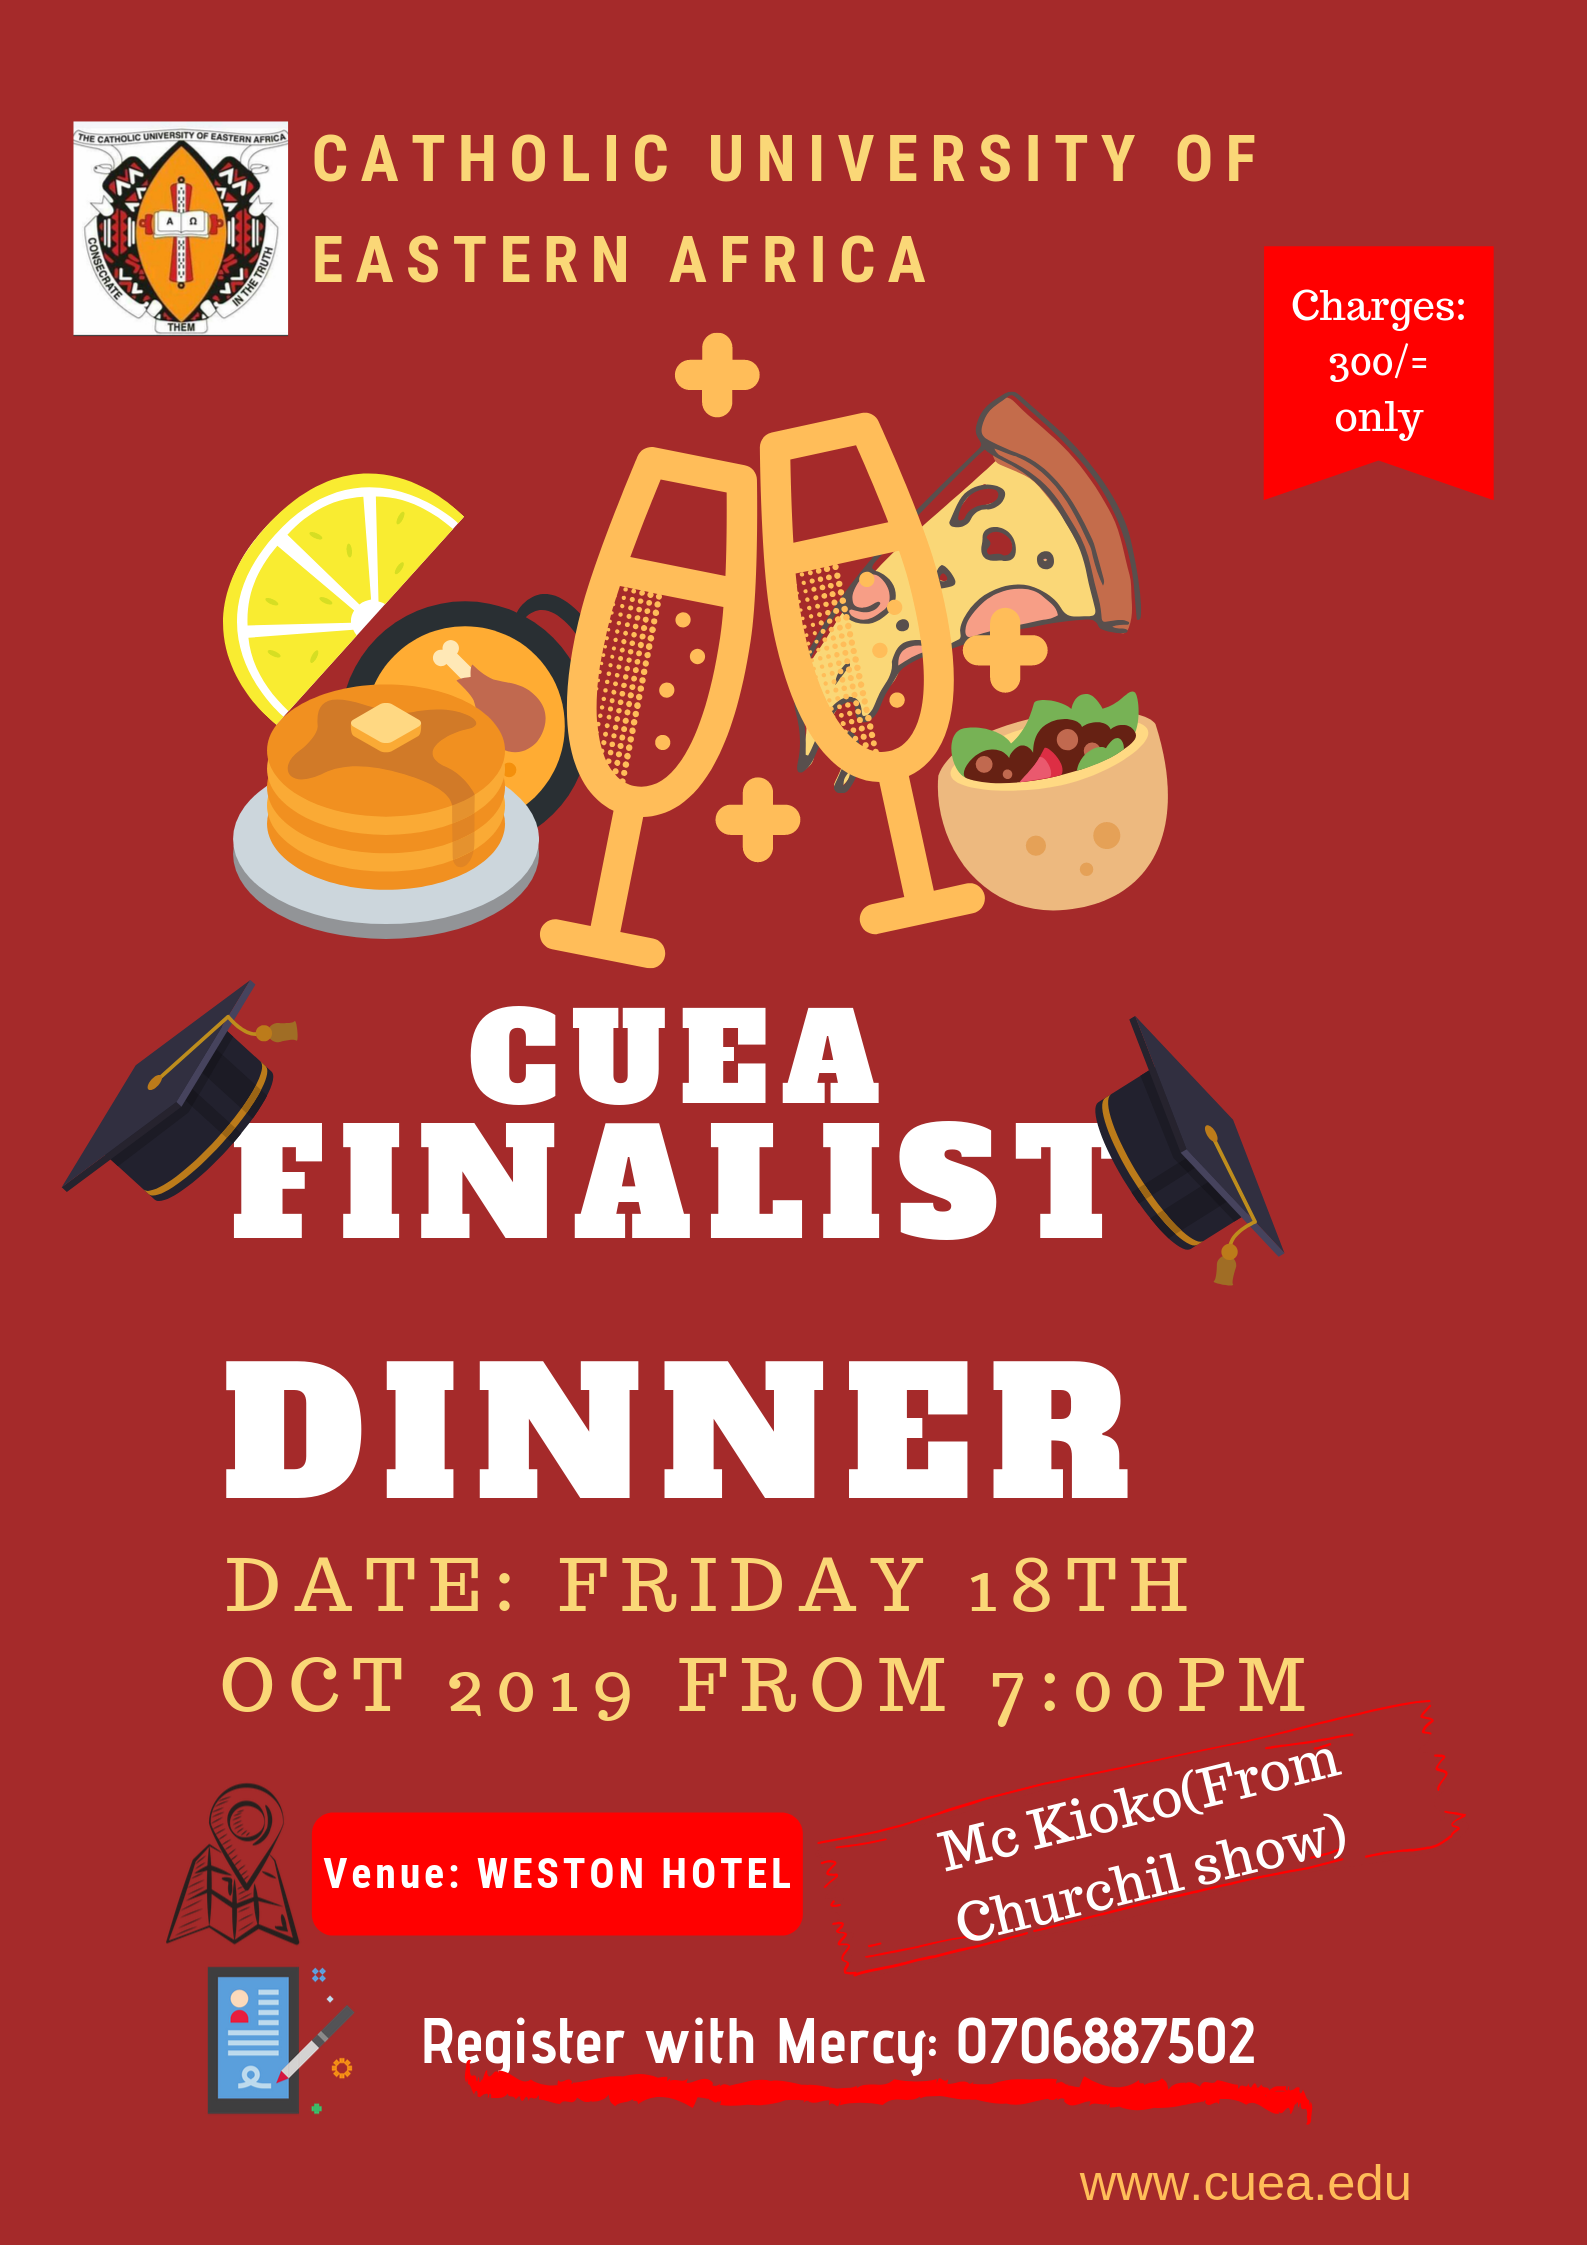 THE CATHOLIC UNIVERSITY OF EASTERN AFRICA
Α Ω
CONSECRATE
THEM
IN THE TRUTH
CATHOLIC UNIVERSITY OF
EASTERN AFRICA
Charges:
300/=
only
CUEA
FINALIST
DINNER
DATE: FRIDAY 18TH
OCT 2019 FROM 7:00PM
Venue: WESTON HOTEL
Mc Kioko(From
Churchil show)
Register with Mercy: 0706887502
www.cuea.edu